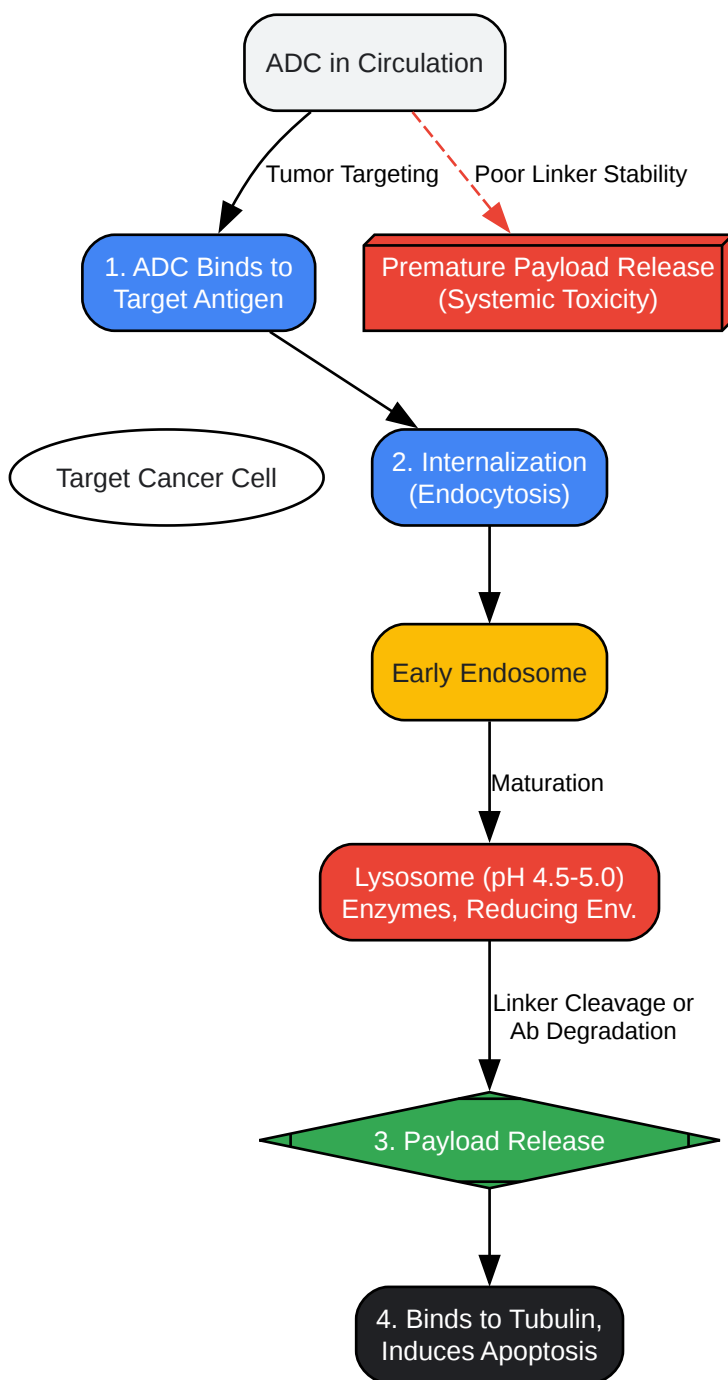 ADC in Circulation
Tumor Targeting
Poor Linker Stability
1. ADC Binds to
Target Antigen
Premature Payload Release
(Systemic Toxicity)
Target Cancer Cell
2. Internalization
(Endocytosis)
Early Endosome
Maturation
Lysosome (pH 4.5-5.0)
Enzymes, Reducing Env.
Linker Cleavage or
Ab Degradation
3. Payload Release
4. Binds to Tubulin,
Induces Apoptosis